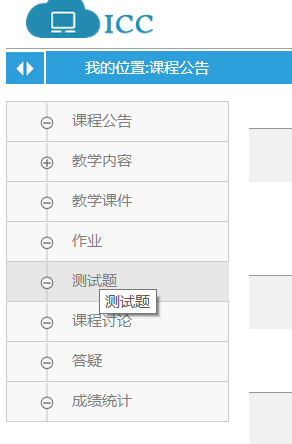 ICC
我的位置:课程公告
课程公告
教学内容
教学课件
作业
测试题
测试题
课程讨论
答疑
成绩统计